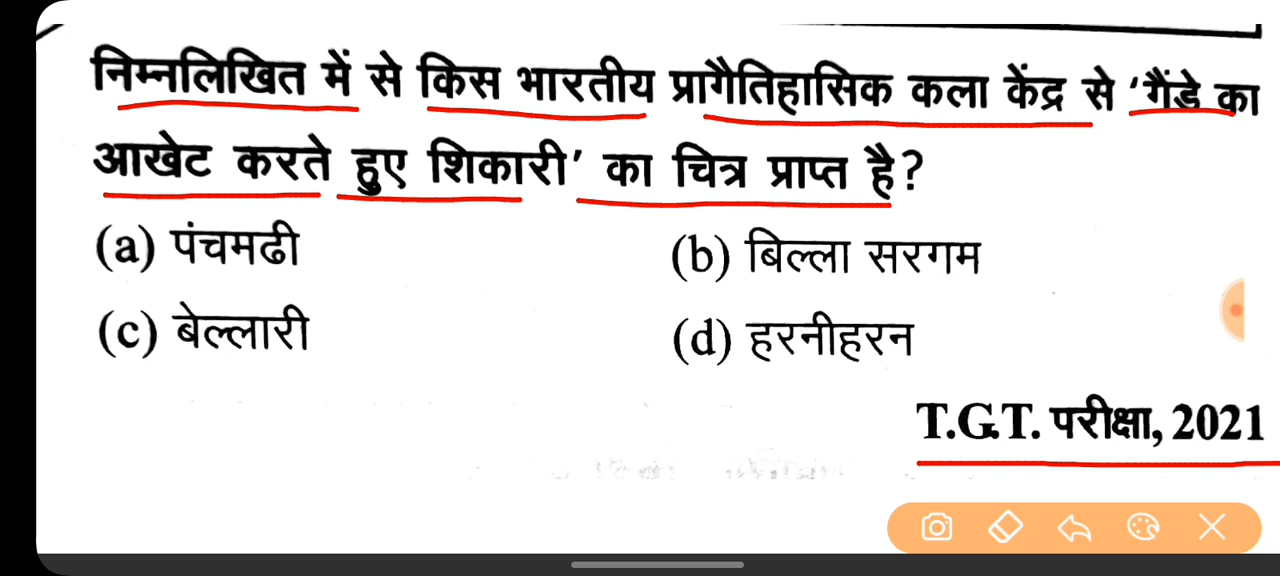 निम्नलिखित में से किस भारतीय प्रागैतिहासिक कला केंद्र से ‘गैंडे का
आखेट करते हुए शिकारी’ का चित्र प्राप्त है?
(a) पंचमढी (b) बिल्ला सरगम
(c) बेल्लारी (d) हरनीहरन
T.G.T. परीक्षा, 2021